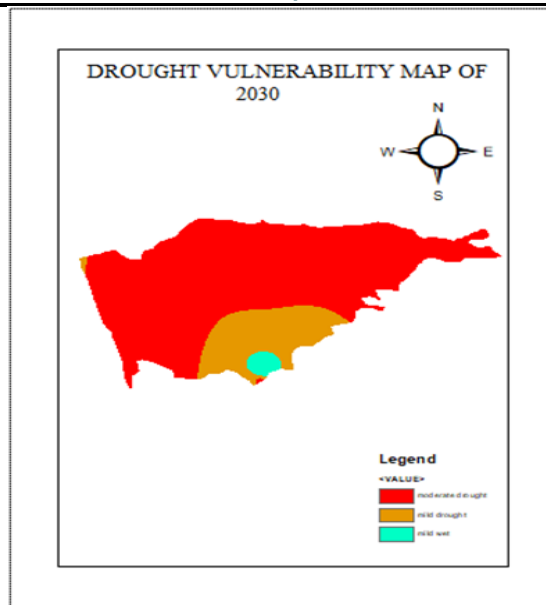 DROUGHT VULNERABILITY MAP OF
2030
N
W E
S
Legend
<VALUE>
moderate drought
mild drought
mild wet